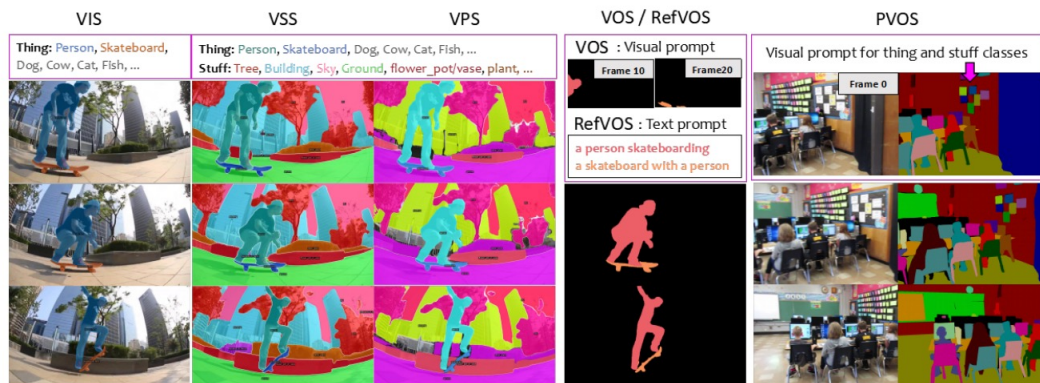 VIS
VSS
VPS
VOS / RefVOS
PVOS
Thing: Person, Skateboard,
Dog, Cow, Cat, Fish, ...
Thing: Person, Skateboard, Dog, Cow, Cat, Fish, ...
Stuff: Tree, Building, Sky, Ground, flower_pot/vase, plant, ...
VOS : Visual prompt
Frame 10
Frame20
RefVOS : Text prompt
a person skateboarding
a skateboard with a person
Visual prompt for thing and stuff classes
Frame 0